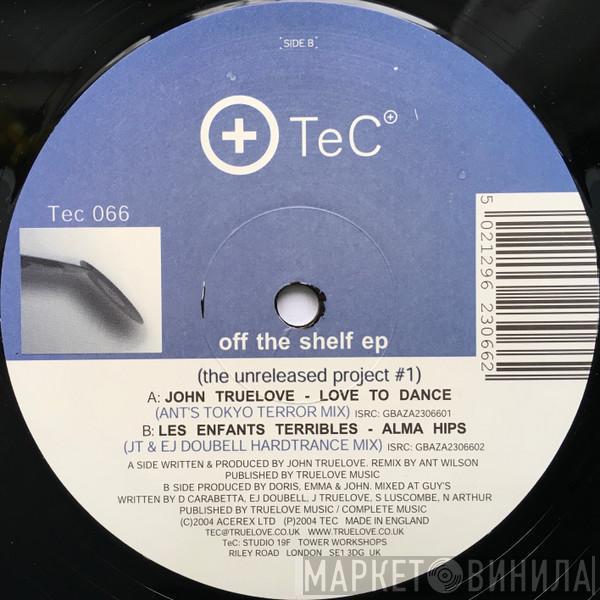 SIDE B
TeC
Tec 066
5 021296 230662
off the shelf ep
(the unreleased project #1)
A: JOHN TRUELOVE - LOVE TO DANCE
(ANT'S TOKYO TERROR MIX) ISRC: GBAZA2306601
B: LES ENFANTS TERRIBLES - ALMA HIPS
(JT & EJ DOUBELL HARDTRANCE MIX) ISRC: GBAZA2306602
A SIDE WRITTEN & PRODUCED BY JOHN TRUELOVE. REMIX BY ANT WILSON
PUBLISHED BY TRUELOVE MUSIC
B SIDE PRODUCED BY DORIS, EMMA & JOHN. MIXED AT GUY'S
WRITTEN BY D CARABETTA, EJ DOUBELL, J TRUELOVE, S LUSCOMBE, N ARTHUR
PUBLISHED BY TRUELOVE MUSIC / COMPLETE MUSIC
(C)2004 ACEREX LTD (P)2004 TEC MADE IN ENGLAND
TEC@TRUELOVE.CO.UK WWW.TRUELOVE.CO.UK
TeC: STUDIO 19F TOWER WORKSHOPS
RILEY ROAD LONDON SE1 3DG UK
МАРКЕТ ВИНИЛА